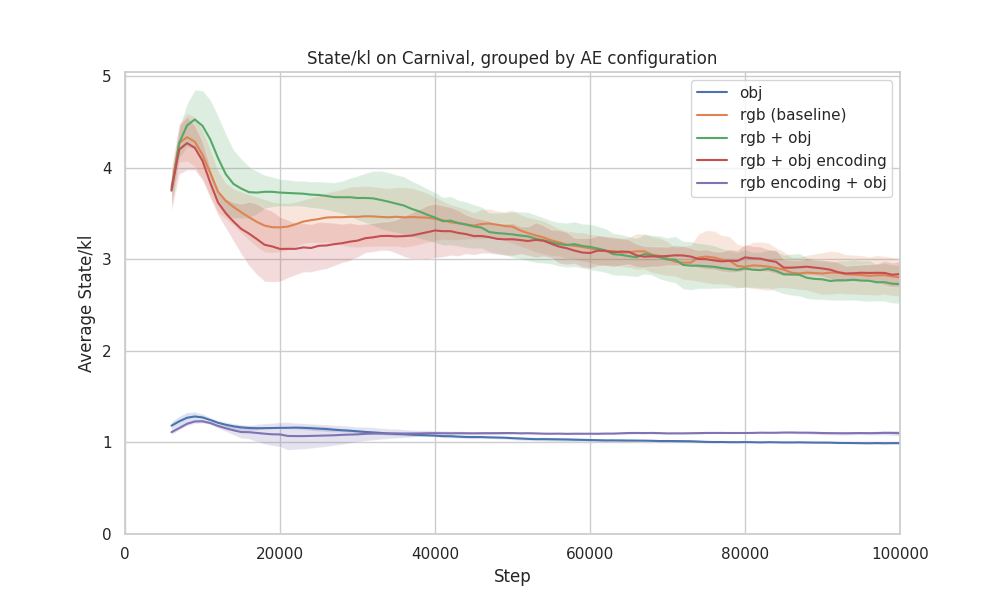 State/kl on Carnival, grouped by AE configuration
5
4
3
2
1
0
Average State/kl
obj
rgb (baseline)
rgb + obj
rgb + obj encoding
rgb encoding + obj
0 20000 40000 60000 80000 100000
Step